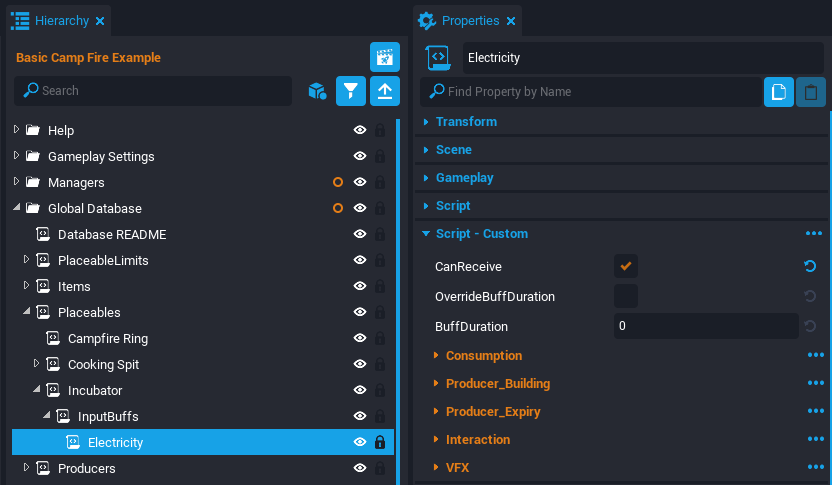 Hierarchy
Basic Camp Fire Example
Search
Help
Gameplay Settings
Managers
Global Database
Database README
PlaceableLimits
Items
Placeables
Campfire Ring
Cooking Spit
Incubator
InputBuffs
Electricity
Producers
Properties
Electricity
Find Property by Name
Transform
Scene
Gameplay
Script
Script - Custom
CanReceive
OverrideBuffDuration
BuffDuration 0
Consumption
Producer_Building
Producer_Expiry
Interaction
VFX